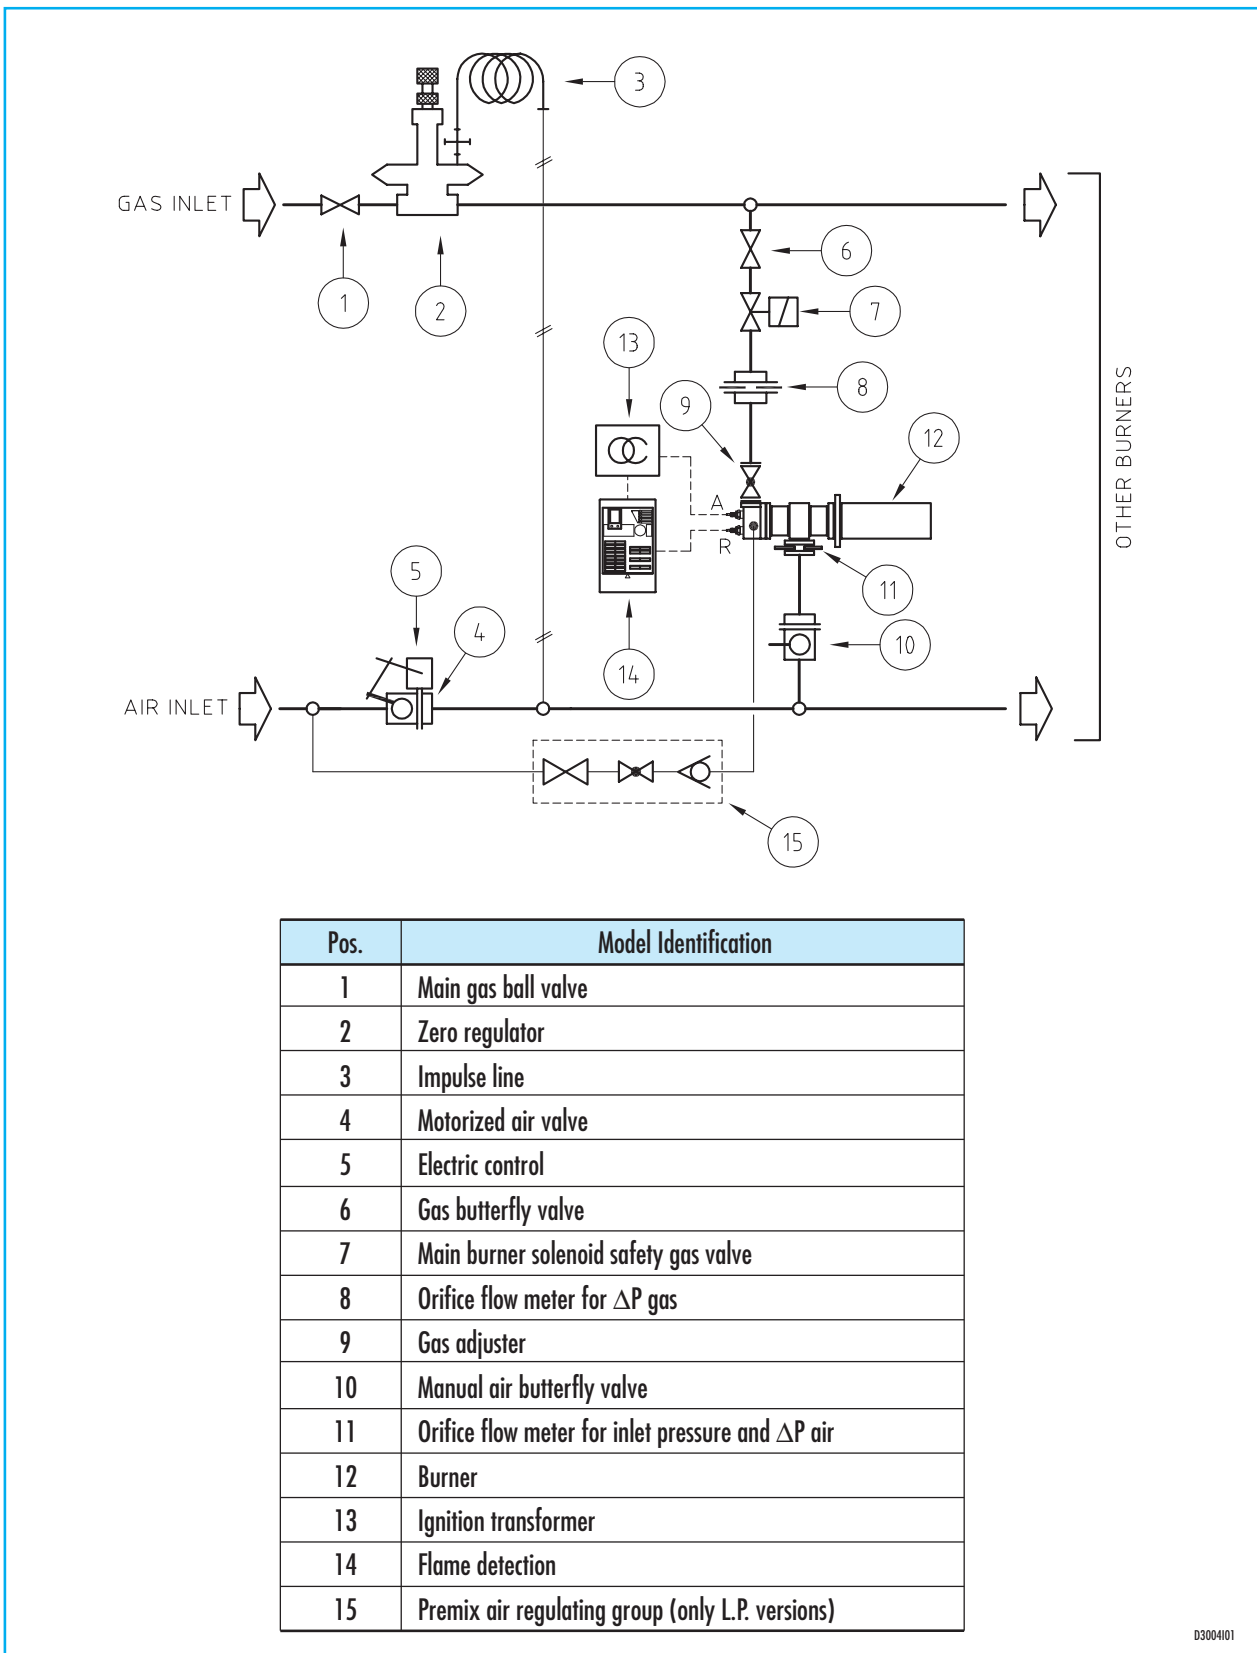 3
GAS INLET
1
2
6
7
13
8
9
12
A
R
OTHER BURNERS
5
4
11
10
14
AIR INLET
15
Pos. Model Identification
1 Main gas ball valve
2 Zero regulator
3 Impulse line
4 Motorized air valve
5 Electric control
6 Gas butterfly valve
7 Main burner solenoid safety gas valve
8 Orifice flow meter for ΔP gas
9 Gas adjuster
10 Manual air butterfly valve
11 Orifice flow meter for inlet pressure and ΔP air
12 Burner
13 Ignition transformer
14 Flame detection
15 Premix air regulating group (only L.P. versions)
D3004I01